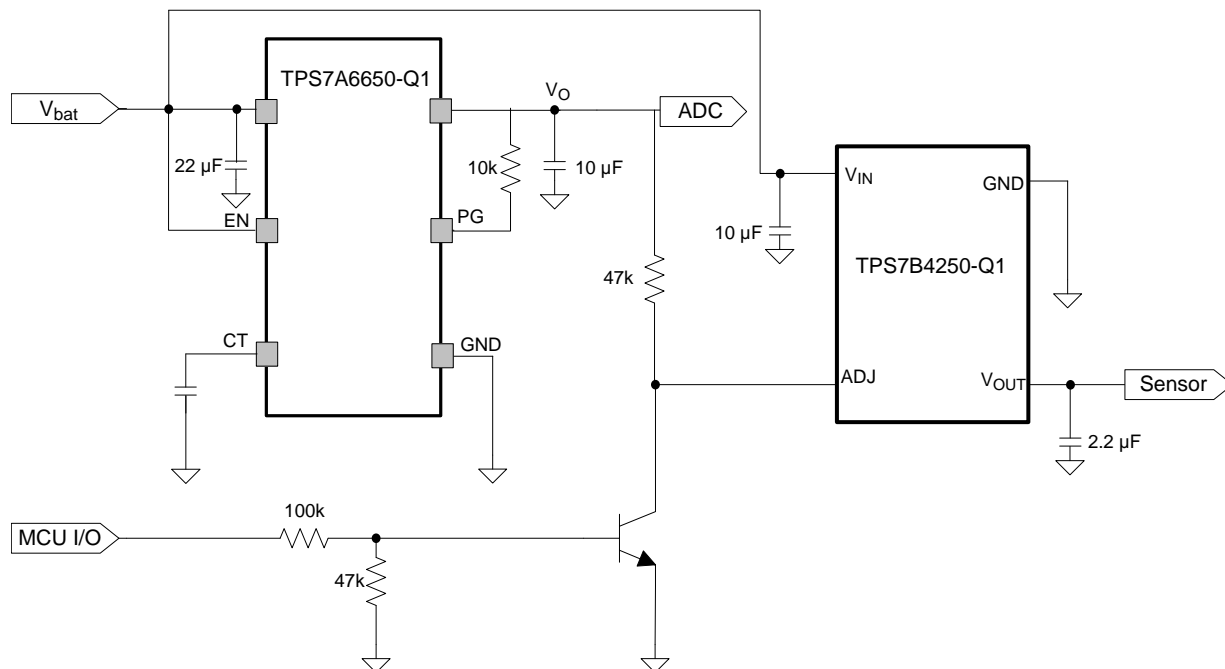 TPS7A6650-Q1
V_O
V_bat
ADC
22 µF
10k
10 µF
V_IN
GND
EN
PG
10 µF
TPS7B4250-Q1
47k
CT
GND
ADJ
V_OUT
Sensor
2.2 µF
100k
MCU I/O
47k